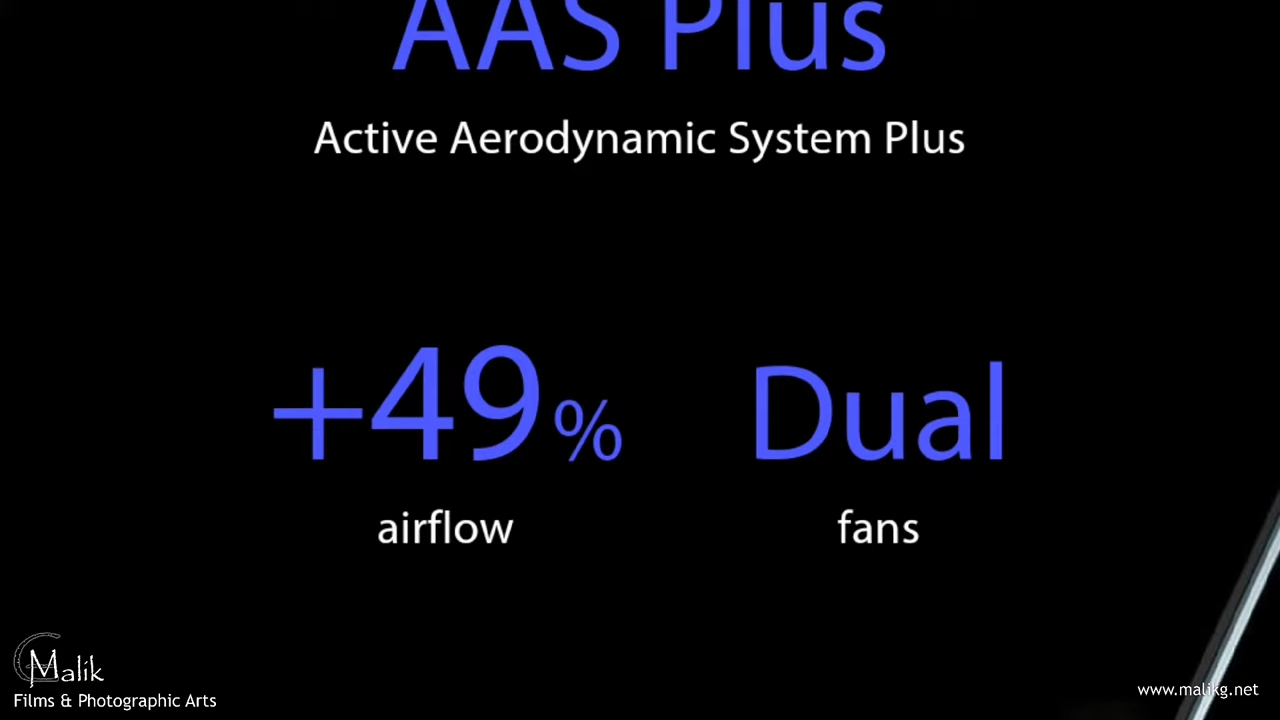 AAS Plus
Active Aerodynamic System Plus
+49% Dual
airflow fans
Malik
Films & Photographic Arts
www.malikg.net